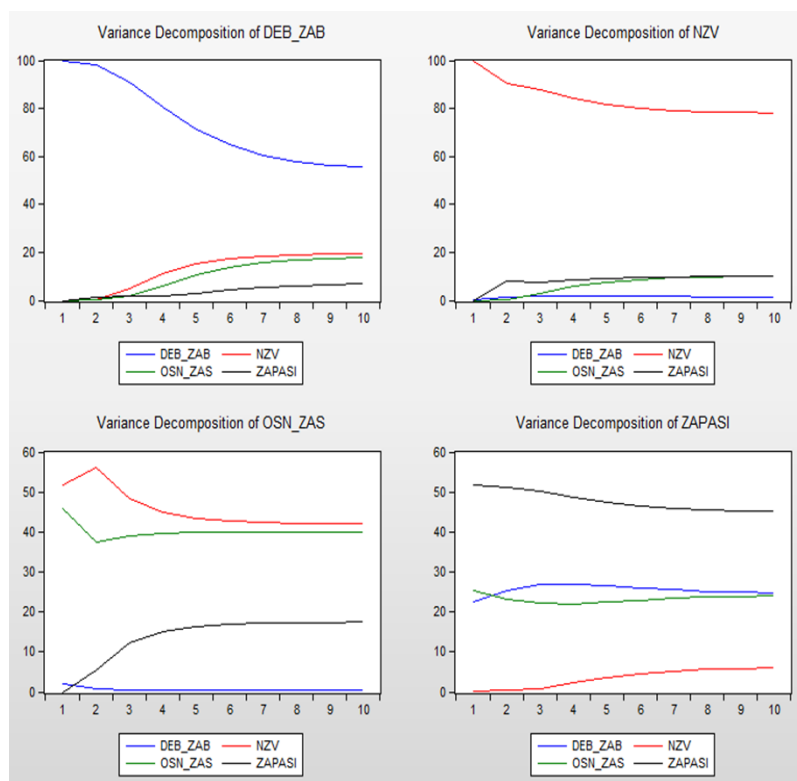 Variance Decomposition of DEB_ZAB
100
80
60
40
20
0
1 2 3 4 5 6 7 8 9 10
DEB_ZAB NZV
OSN_ZAS ZAPASI
Variance Decomposition of NZV
100
80
60
40
20
0
1 2 3 4 5 6 7 8 9 10
DEB_ZAB NZV
OSN_ZAS ZAPASI
Variance Decomposition of OSN_ZAS
60
50
40
30
20
10
0
1 2 3 4 5 6 7 8 9 10
DEB_ZAB NZV
OSN_ZAS ZAPASI
Variance Decomposition of ZAPASI
60
50
40
30
20
10
0
1 2 3 4 5 6 7 8 9 10
DEB_ZAB NZV
OSN_ZAS ZAPASI